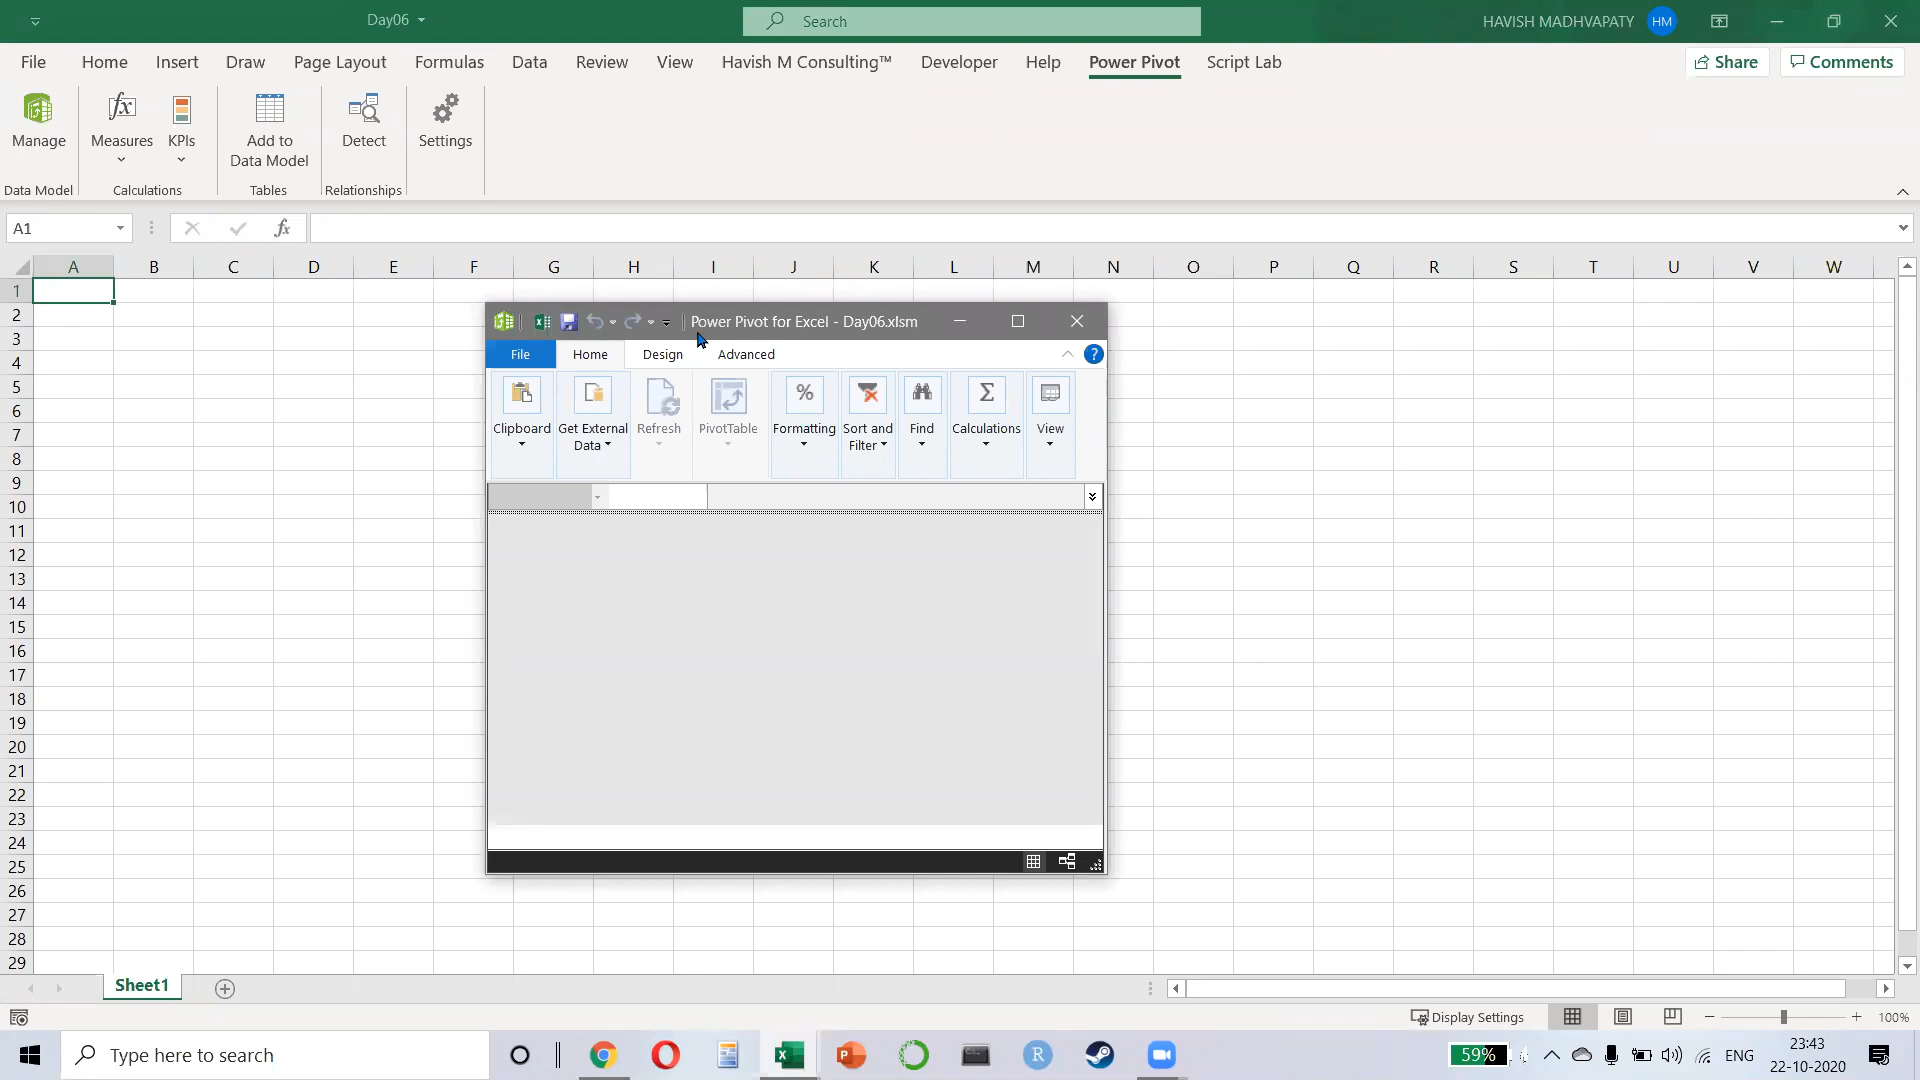 Day06
Search
HAVISH MADHVAPATY HM
File Home Insert Draw Page Layout Formulas Data Review View Havish M Consulting™ Developer Help Power Pivot Script Lab Share Comments
Manage Measures KPIs Add to Data Model Detect Settings
Data Model Calculations Tables Relationships
A1 fx
A B C D E F G H I J K L M N O P Q R S T U V W
1
2
Power Pivot for Excel - Day06.xlsm
3
File Home Design Advanced ?
4
5
6
7
Clipboard Get External Data Refresh PivotTable Formatting Sort and Filter Find Calculations View
8
9
10
11
12
13
14
15
16
17
18
19
20
21
22
23
24
25
26
27
28
29
Sheet1
Display Settings 100%
Type here to search
59% ENG
23:43
22-10-2020